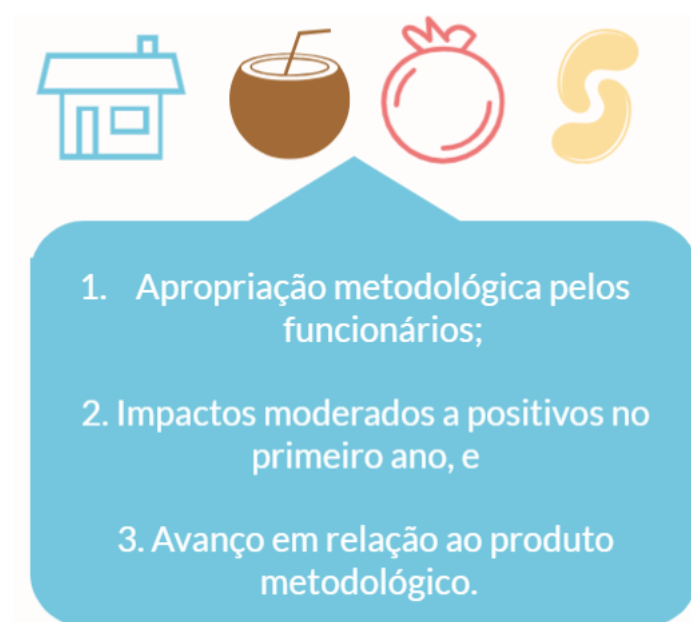 1. Apropriação metodológica pelos
funcionários;
2. Impactos moderados a positivos no
primeiro ano, e
3. Avanço em relação ao produto
metodológico.